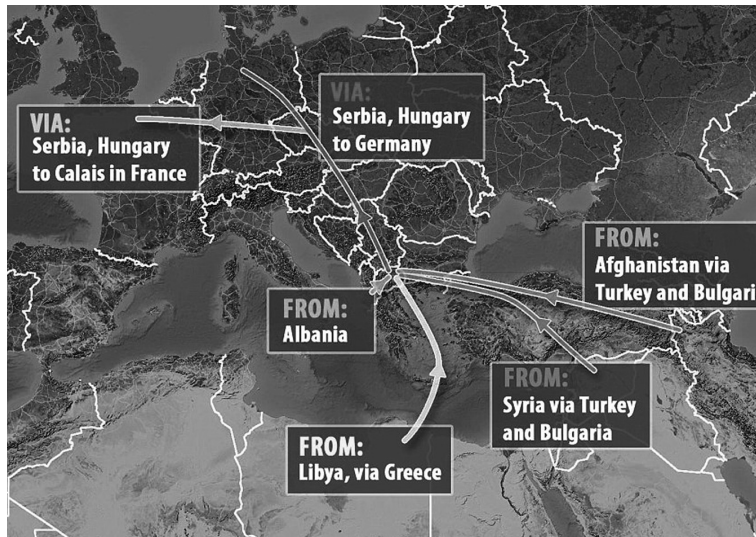 VIA:
Serbia, Hungary
to Calais in France
VIA:
Serbia, Hungary
to Germany
FROM:
Afghanistan via
Turkey and Bulgaria
FROM:
Albania
FROM:
Syria via Turkey
and Bulgaria
FROM:
Libya, via Greece